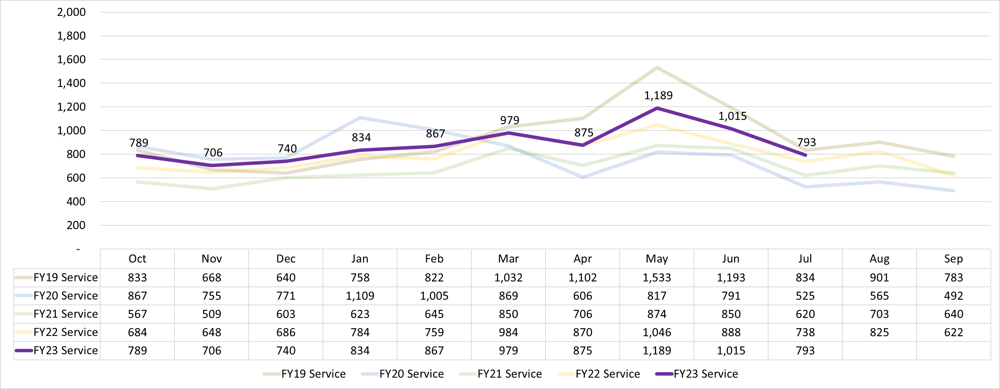 2,000
1,800
1,600
1,400
1,200
1,000
800
600
400
200
-
789 706 740 834 867 979 875 1,189 1,015 793
Oct Nov Dec Jan Feb Mar Apr May Jun Jul Aug Sep
FY19 Service 833 668 640 758 822 1,032 1,102 1,533 1,193 834 901 783
FY20 Service 867 755 771 1,109 1,005 869 606 817 791 525 565 492
FY21 Service 567 509 603 623 645 850 706 874 850 620 703 640
FY22 Service 684 648 686 784 759 984 870 1,046 888 738 825 622
FY23 Service 789 706 740 834 867 979 875 1,189 1,015 793
FY19 Service FY20 Service FY21 Service FY22 Service FY23 Service